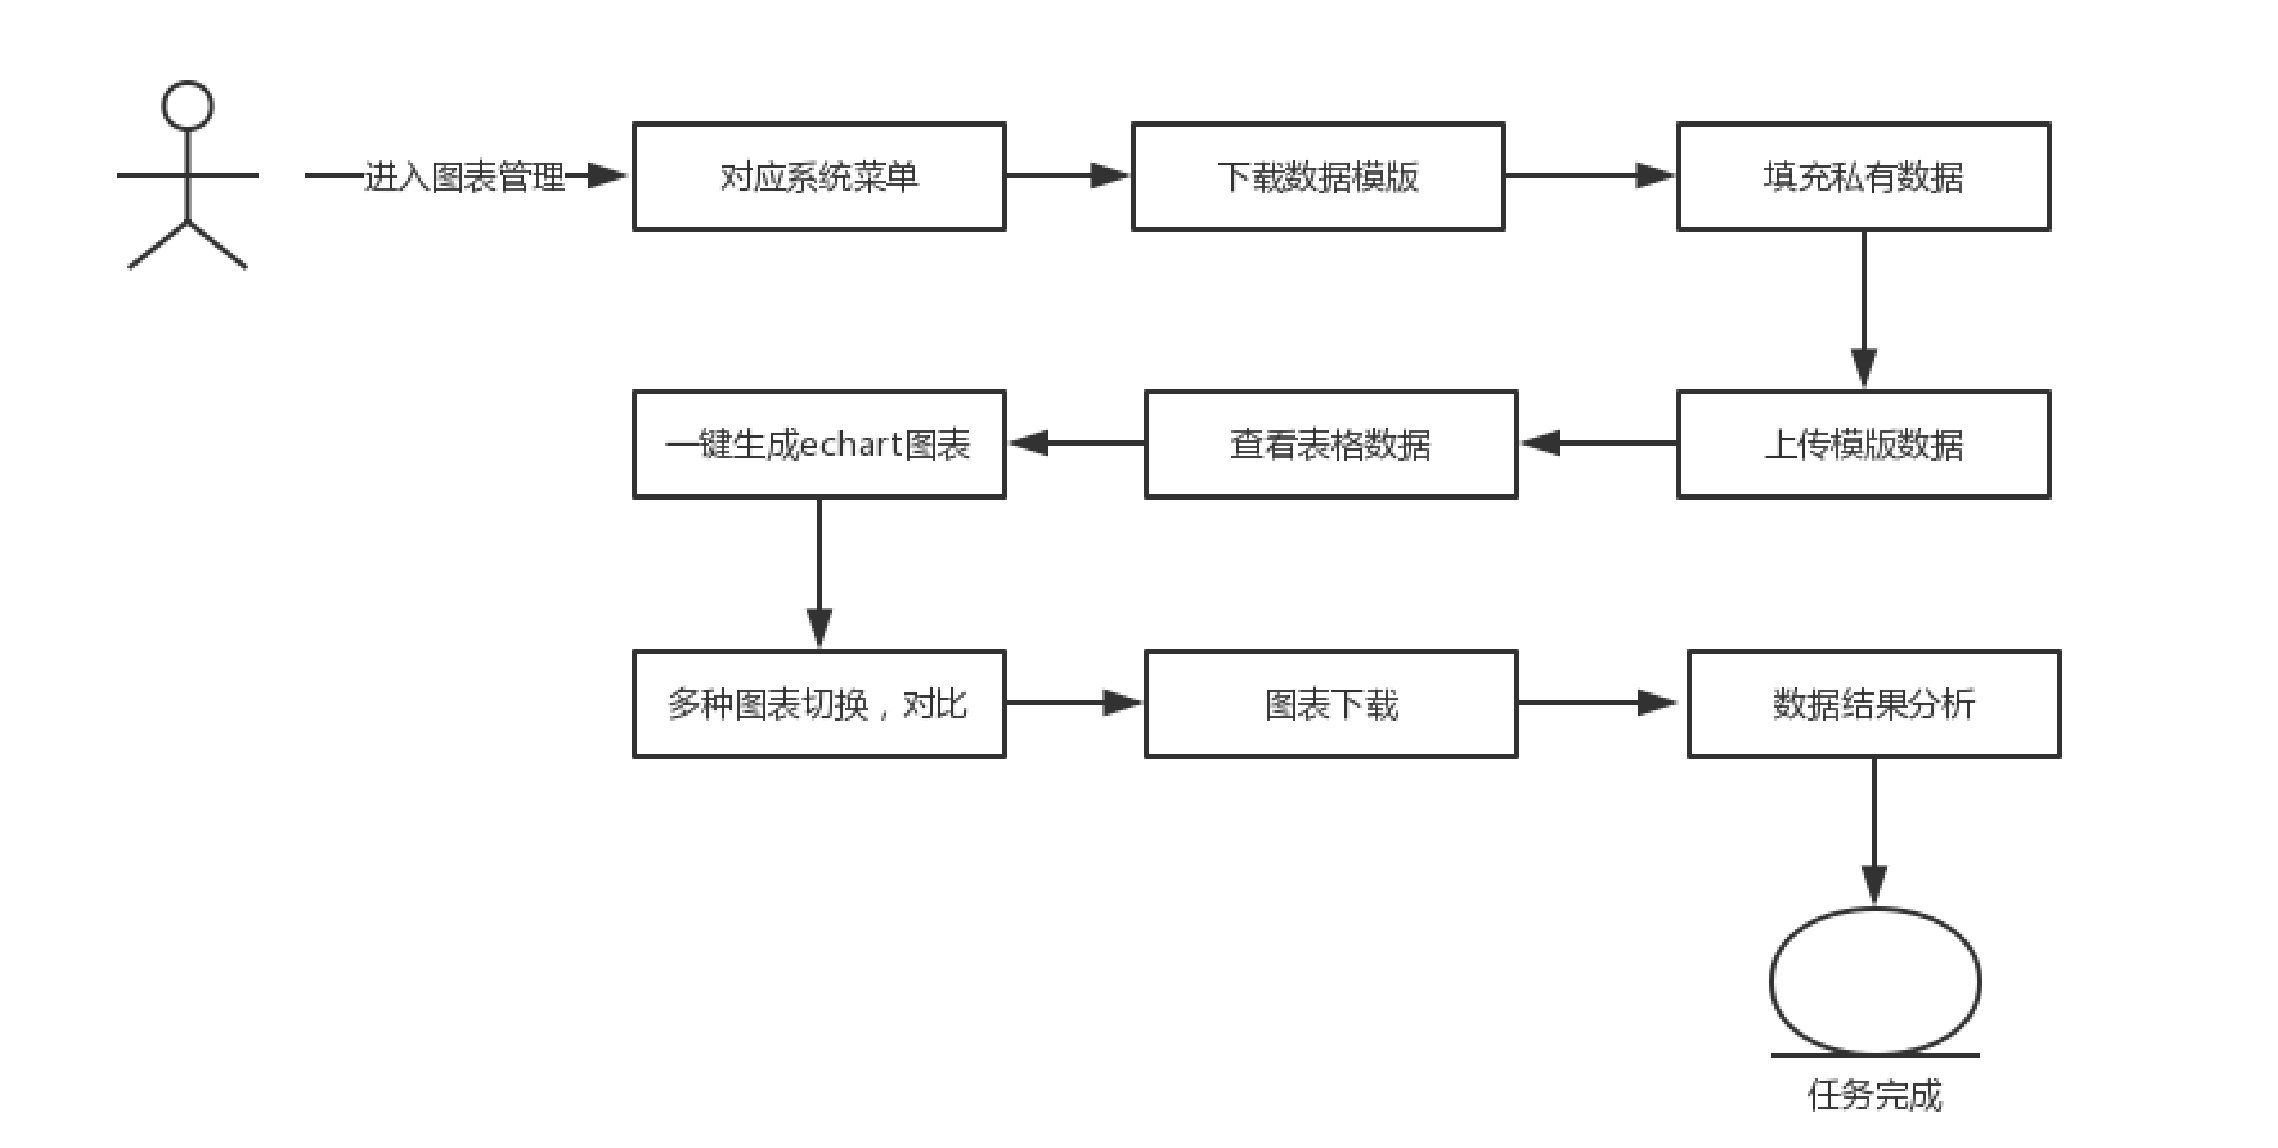 进入图表管理
对应系统菜单
下载数据模版
填充私有数据
上传模版数据
查看表格数据
一键生成echart图表
多种图表切换，对比
图表下载
数据结果分析
任务完成